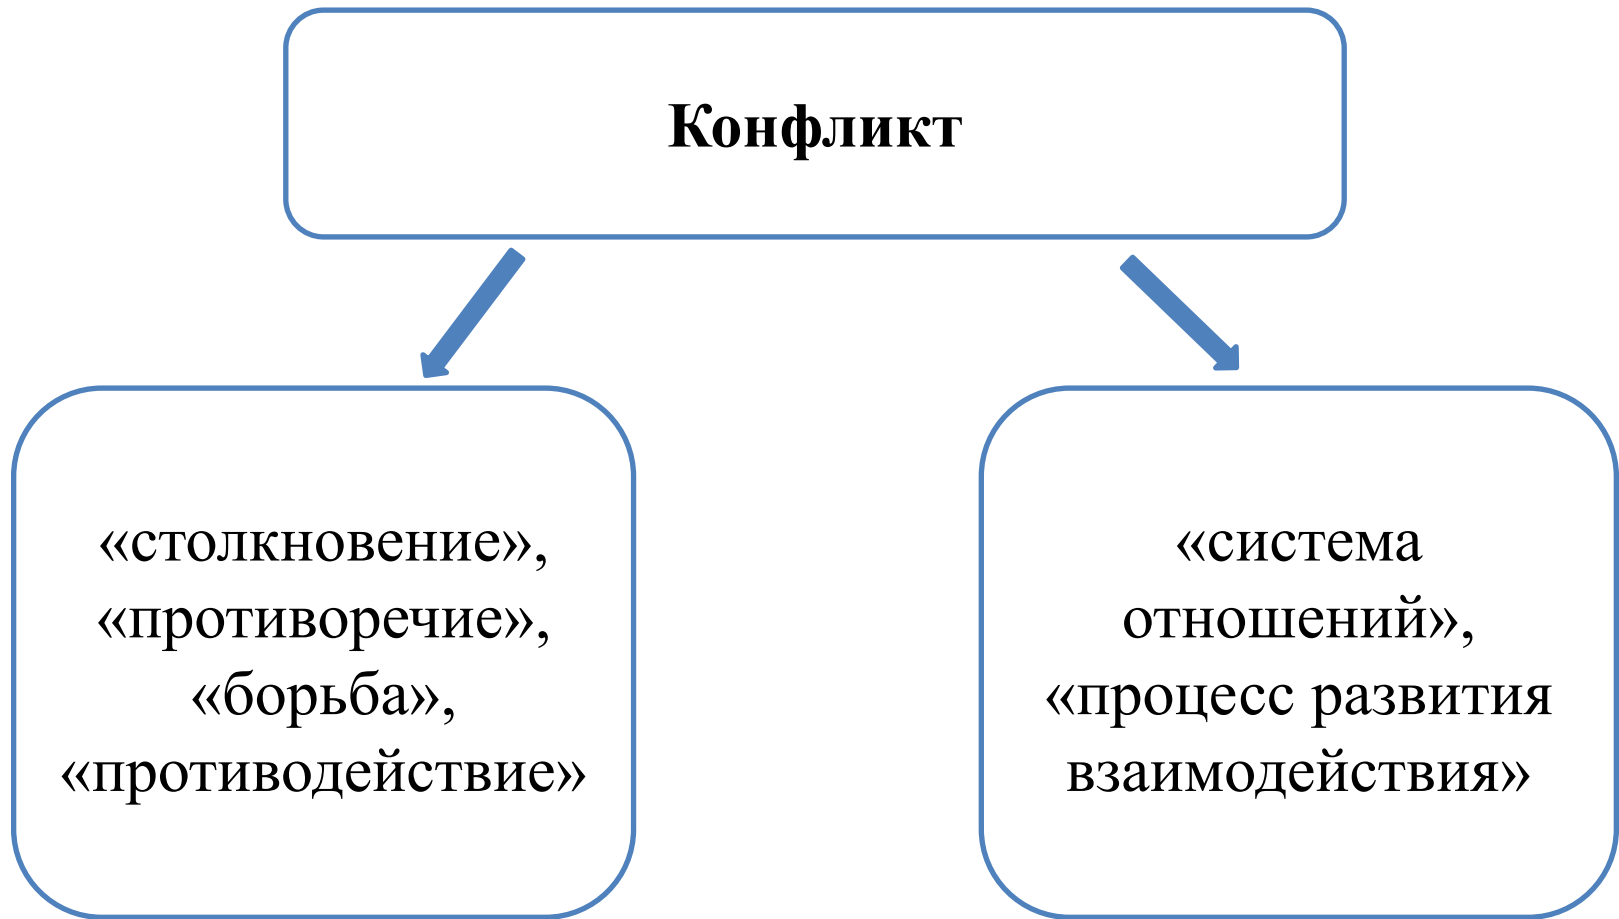 Конфликт
«столкновение»,
«противоречие»,
«борьба»,
«противодействие»
«система
отношений»,
«процесс развития
взаимодействия»